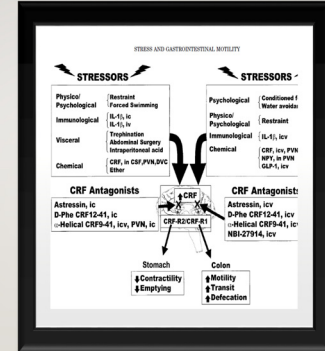 STRESS AND GASTROINTESTINAL MOTILITY
STRESSORS
Physico/
Psychological
Restraint
Forced Swimming
Immunological
IL-1β, ic
IL-1β, iv
Visceral
Trephination
Abdominal Surgery
Intraperitoneal acid
Chemical
CRF, in CSF,PVN,DVC
Ether
STRESSORS
Psychological
Conditioned f
Water avoidan
Physico/
Psychological
Restraint
Immunological
IL-1β, icv
Chemical
CRF, icv, PVN
NPY, in PVN
GLP-1, icv
CRF Antagonists
Astressin, ic
D-Phe CRF12-41, ic
α-Helical CRF9-41, icv, PVN, ic
CRF
X X
CRF-R2/CRF-R1
CRF Antagonists
Astressin, icv
D-Phe CRF12-41, icv
α-Helical CRF9-41, icv
NBI-27914, icv
Stomach
Contractility
Emptying
Colon
Motility
Transit
Defecation